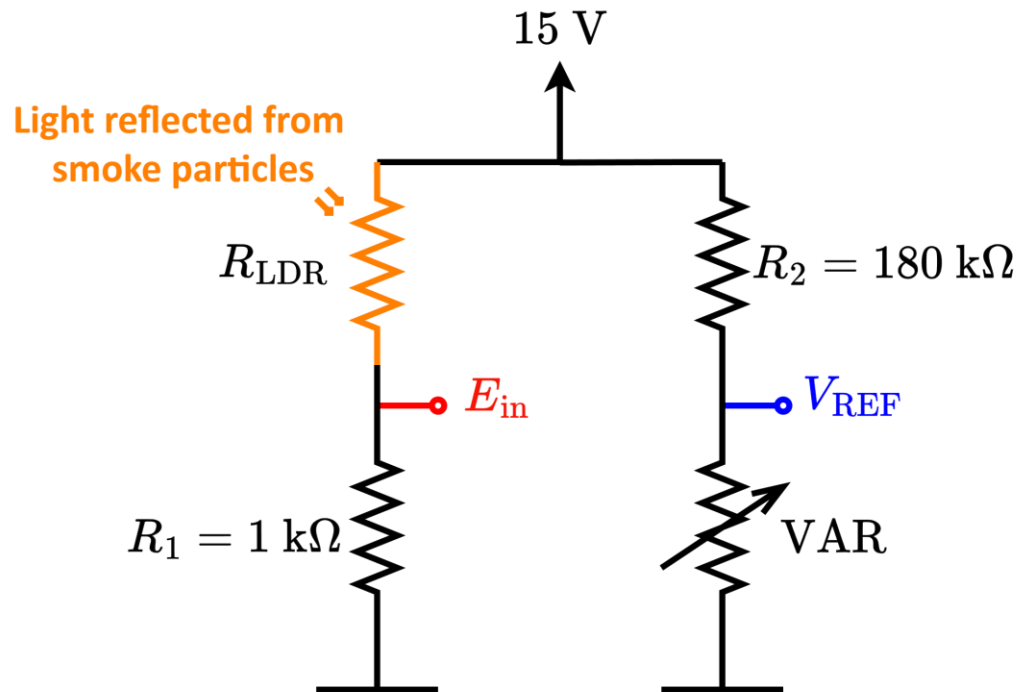 15 V
Light reflected from
smoke particles
R_LDR
R_2 = 180 kΩ
E_in
V_REF
R_1 = 1 kΩ
VAR